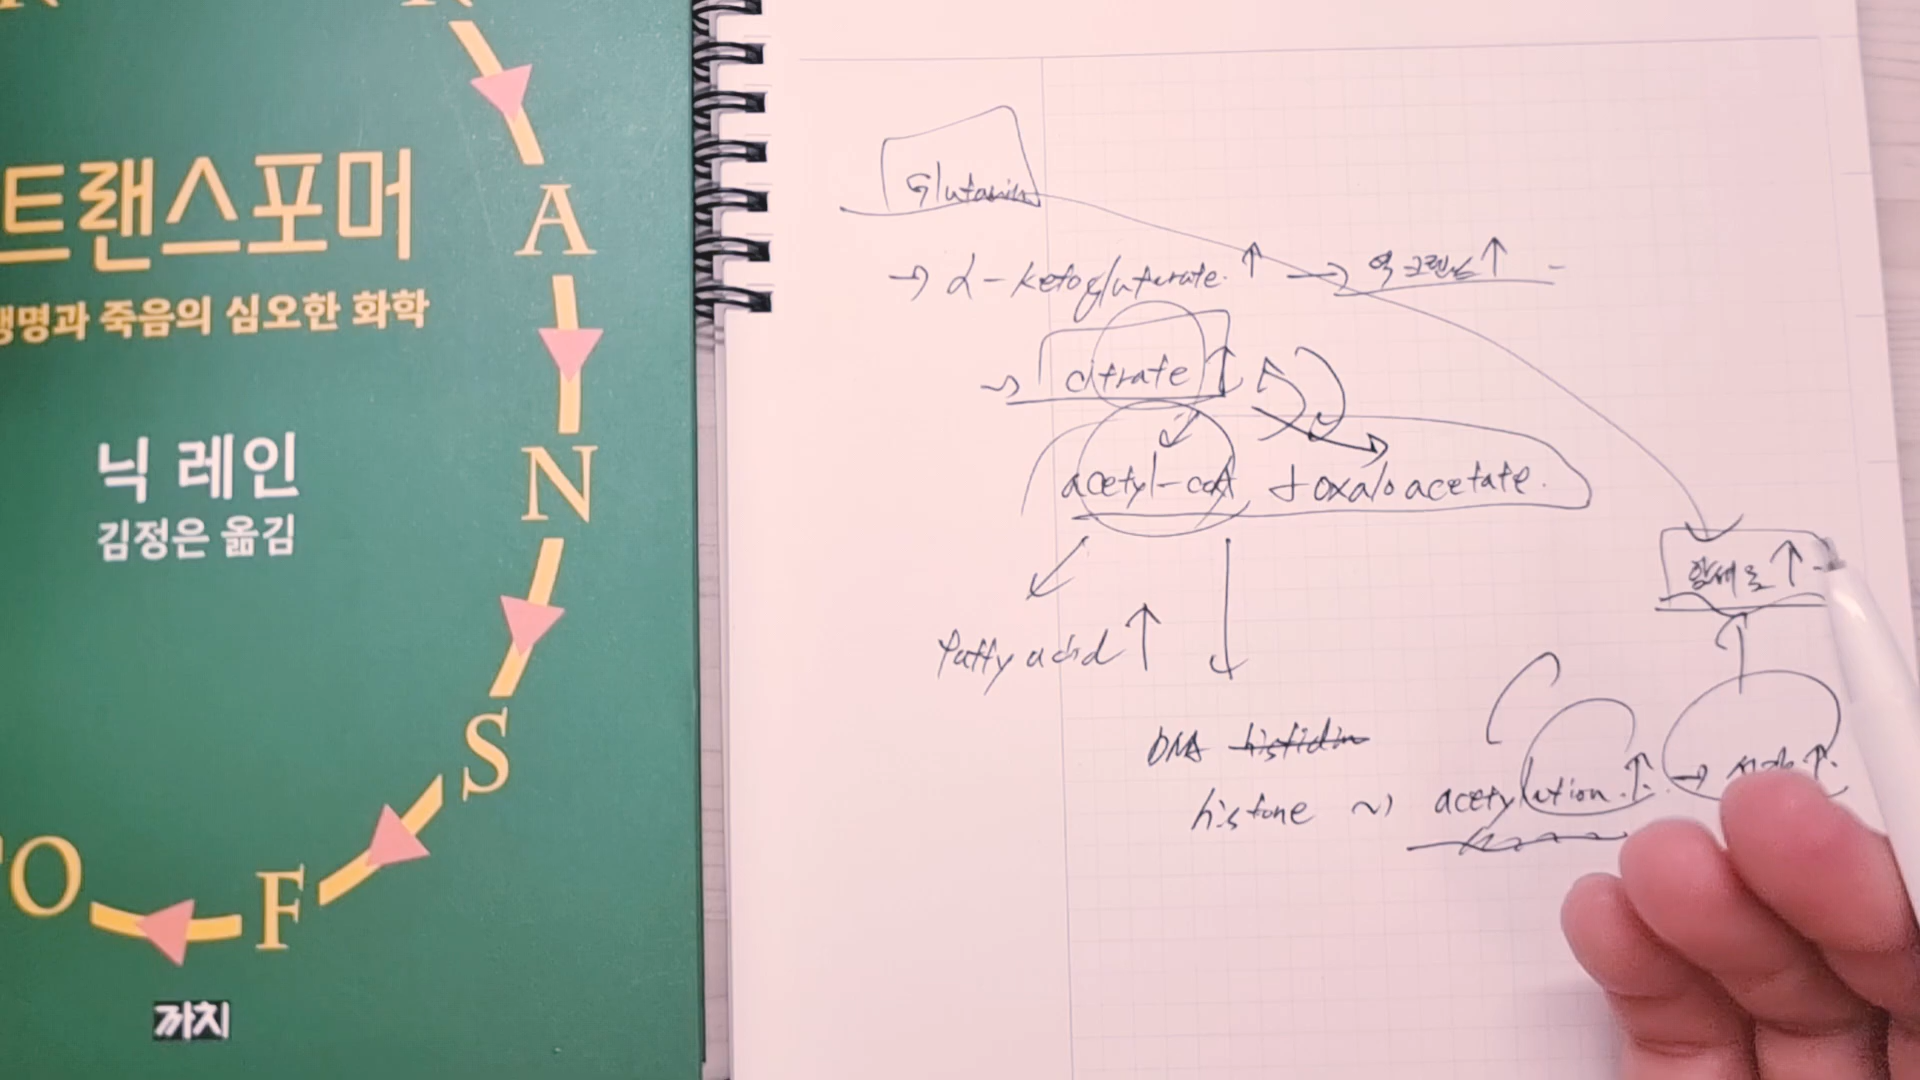 트랜스포머
생명과 죽음의 심오한 화학
닉 레인
김정은 옮김
R
A
N
S
F
O
까치
Glutamin
→ α-ketogluturate ↑ → 역 크렙스 ↑
~> citrate ↑
acetyl-coA + oxaloacetate.
암세포 ↑
fatty acid ↑
DNA histidin
histone ~> acetylation ↑ →